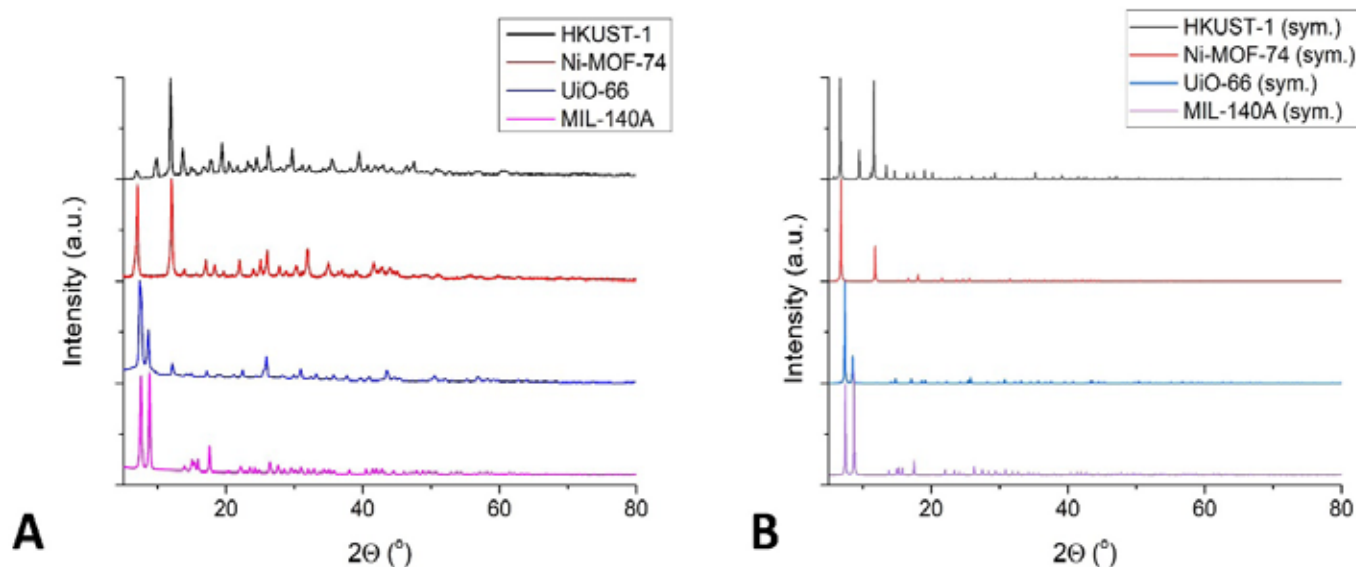 HKUST-1
Ni-MOF-74
UiO-66
MIL-140A
Intensity (a.u.)
20
40
60
80
2Θ (°)
A
HKUST-1 (sym.)
Ni-MOF-74 (sym.)
UiO-66 (sym.)
MIL-140A (sym.)
Intensity (a.u.)
20
40
60
80
2Θ (°)
B